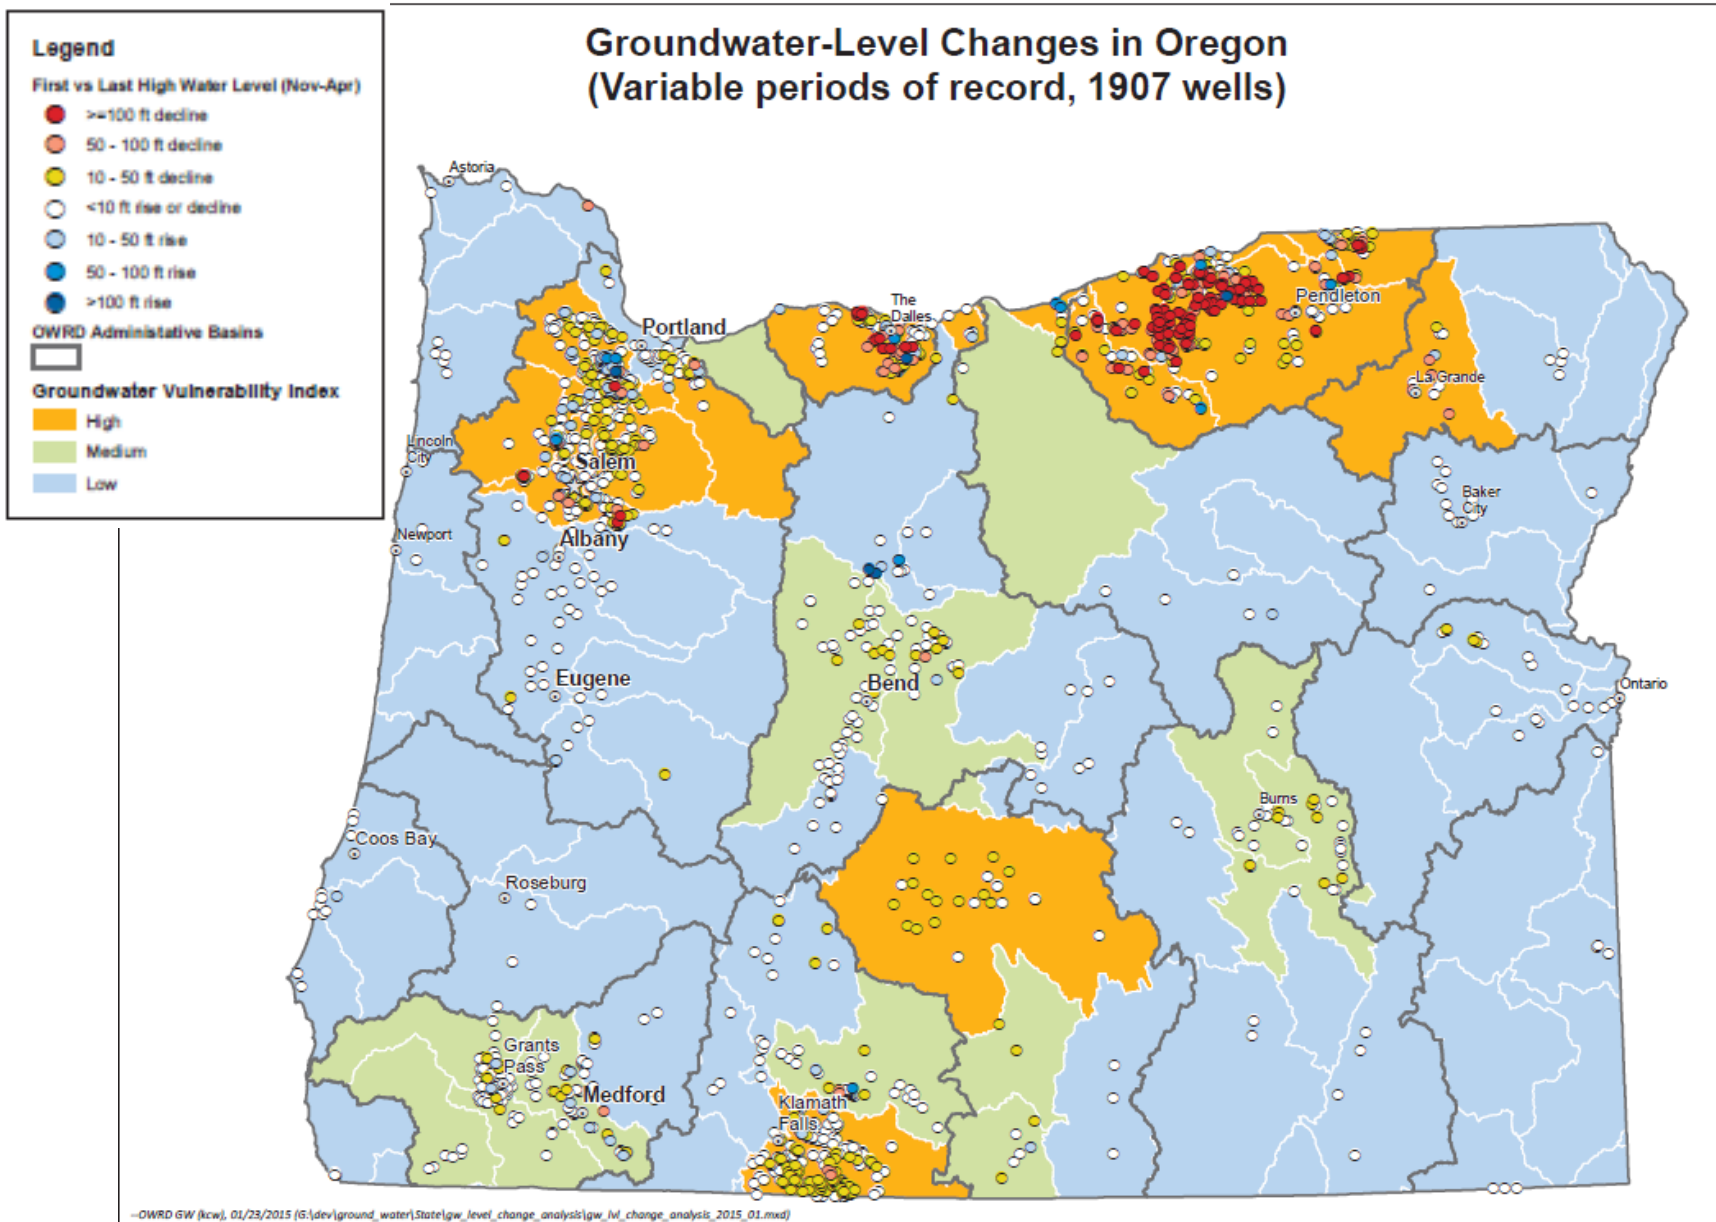 Groundwater-Level Changes in Oregon
(Variable periods of record, 1907 wells)
Legend
First vs Last High Water Level (Nov-Apr)
>=100 ft decline
50 - 100 ft decline
10 - 50 ft decline
<10 ft rise or decline
10 - 50 ft rise
50 - 100 ft rise
>100 ft rise
OWRD Administative Basins
Groundwater Vulnerability Index
High
Medium
Low
Astoria
The
Dalles
Portland
Pendleton
La Grande
Lincoln
City
Salem
Baker
City
Newport
Albany
Eugene
Bend
Ontario
Burns
Coos Bay
Roseburg
Grants
Pass
Medford
Klamath
Falls
--OWRD GW (kcw), 01/23/2015 (G:\dev\ground_water\State\gw_level_change_analysis\gw_lvl_change_analysis_2015_01.mxd)